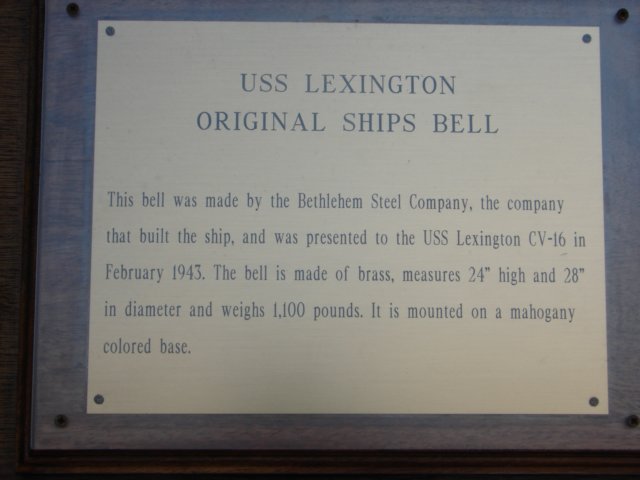 USS LEXINGTON
ORIGINAL SHIPS BELL
This bell was made by the Bethlehem Steel Company, the company
that built the ship, and was presented to the USS Lexington CV-16 in
February 1943. The bell is made of brass, measures 24" high and 28"
in diameter and weighs 1,100 pounds. It is mounted on a mahogany
colored base.